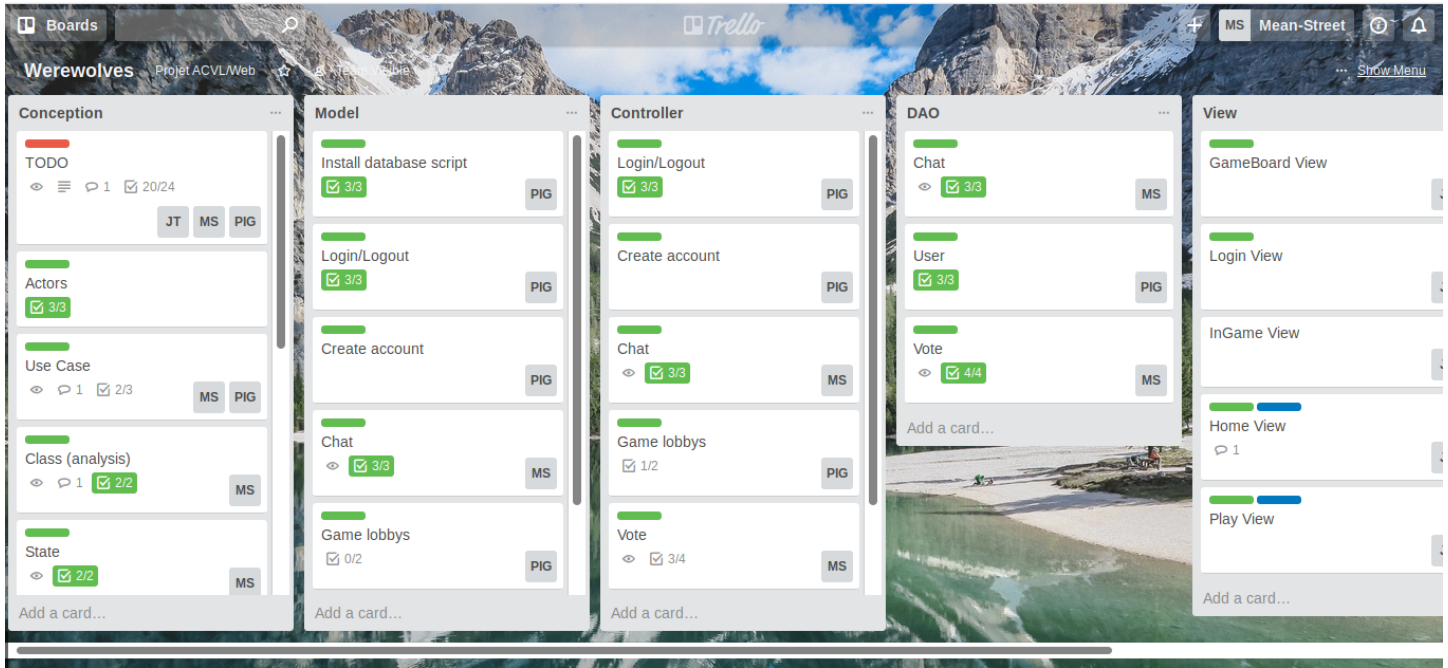 Boards
Trello
MS Mean-Street
Werewolves Projet ACVL/Web Team Visible
... Show Menu
Conception ...
TODO
1 20/24
JT MS PIG
Actors
3/3
Use Case
1 2/3
MS PIG
Class (analysis)
1 2/2
MS
State
2/2
MS
Add a card…
Model ...
Install database script
3/3
PIG
Login/Logout
3/3
PIG
Create account
PIG
Chat
3/3
MS
Game lobbys
0/2
PIG
Add a card…
Controller ...
Login/Logout
3/3
PIG
Create account
PIG
Chat
3/3
MS
Game lobbys
1/2
PIG
Vote
3/4
MS
Add a card…
DAO ...
Chat
3/3
MS
User
3/3
PIG
Vote
4/4
MS
Add a card…
View
GameBoard View
Login View
InGame View
Home View
1
Play View
Add a card…